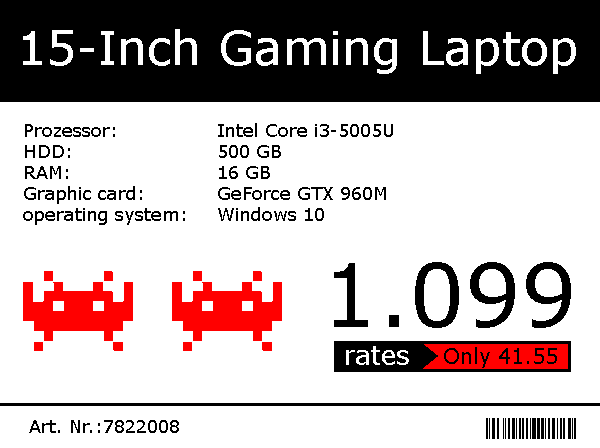 15-Inch Gaming Laptop
Prozessor: Intel Core i3-5005U
HDD: 500 GB
RAM: 16 GB
Graphic card: GeForce GTX 960M
operating system: Windows 10
1.099
rates Only 41.55
Art. Nr.:7822008